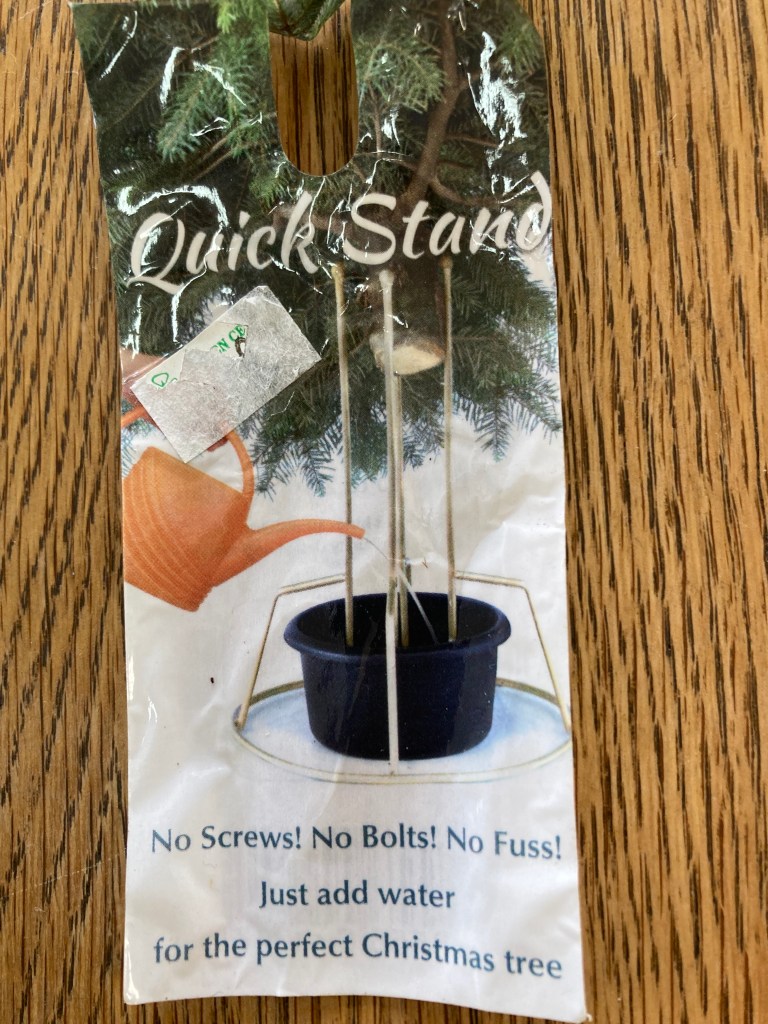 Quick Stand
No Screws! No Bolts! No Fuss!
Just add water
for the perfect Christmas tree